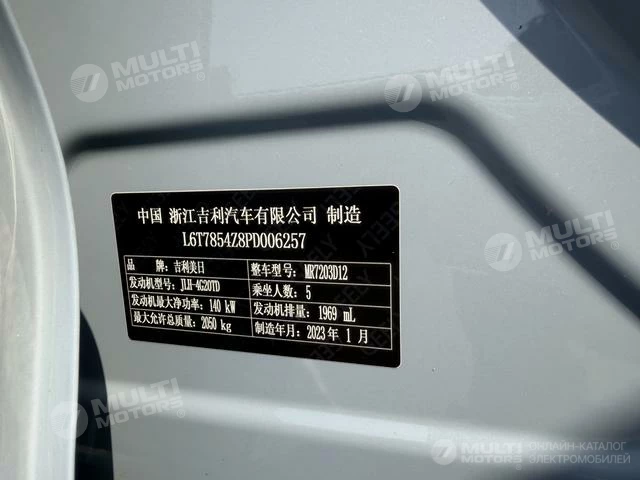 MULTI
MOTORS®
MULTI
MOTORS®
中国 浙江吉利汽车有限公司 制造
L6T7854Z8PD006257
品 牌: 吉利美日 整车型号: MR7203D12
发动机型号: JLH-4G20TD 乘坐人数: 5
发动机最大净功率: 140 kW 发动机排量: 1969 mL
最大允许总质量: 2050 kg 制造年月: 2023 年 1 月
MULTI
MOTORS®
MULTI
MOTORS
ОНЛАЙН-КАТАЛОГ
ЭЛЕКТРОМОБИЛЕЙ